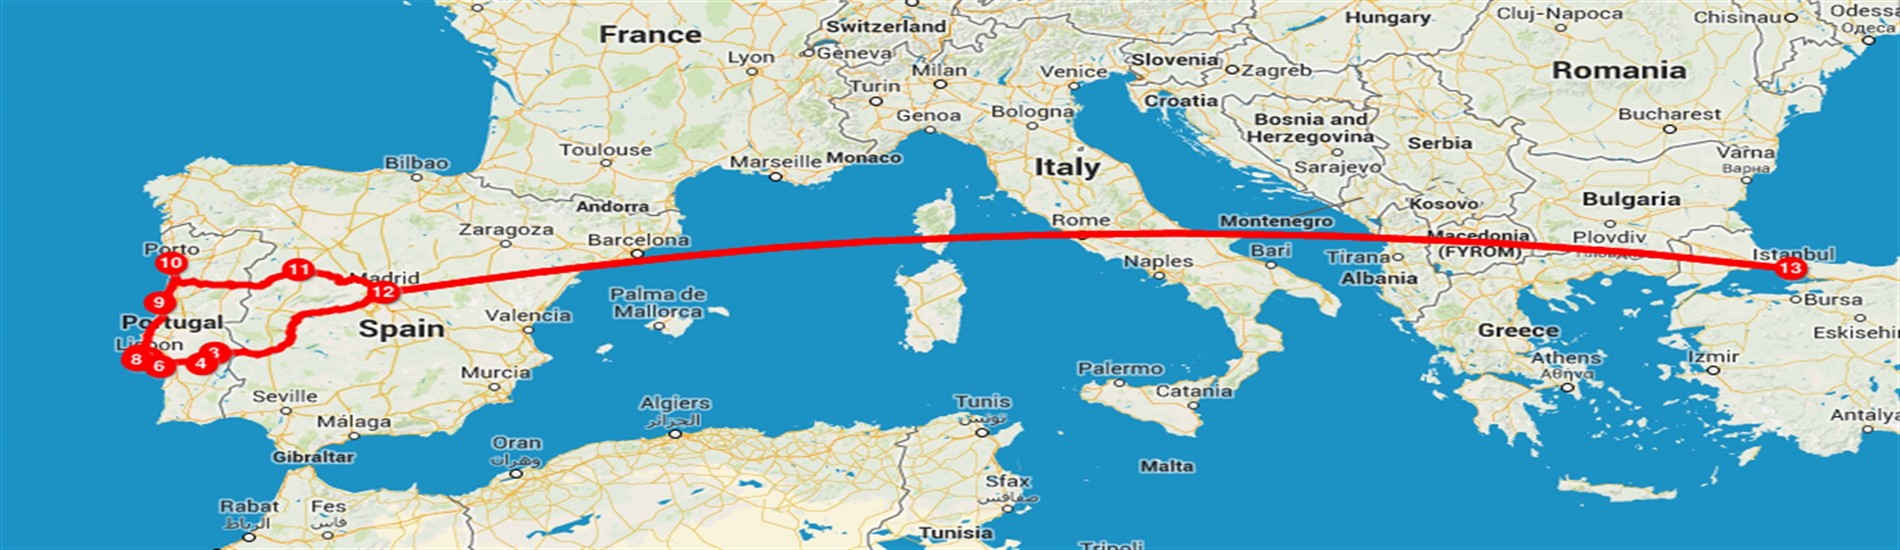 France
Switzerland
Geneva
Lyon
Hungary
Cluj-Napoca
Chisinau
Одеса
Slovenia
Zagreb
Milan
Venice
Turin
Romania
Croatia
Genoa
Bologna
Bosnia and
Herzegovina
Bucharest
Toulouse
Marseille
Monaco
Italy
Sarajevo
Serbia
Varna
Варна
Bilbao
Andorra
Kosovo
Bulgaria
Rome
Montenegro
Zaragoza
Barcelona
Porto
Macedonia
(FYROM)
Plovdiv
Istanbul
Bari
Tirana
Naples
Albania
10
11
Madrid
12
13
9
Palma de
Mallorca
Bursa
Portugal
Spain
Valencia
Greece
Lisbon
8
6
4
3
Athens
Αθήνα
Izmir
Murcia
Palermo
Catania
Seville
Algiers
الجزائر
Tunis
تونس
Málaga
Gibraltar
Oran
وهران
Malta
Sfax
صفاقس
Rabat
الرباط
Fes
فاس
Tunisia